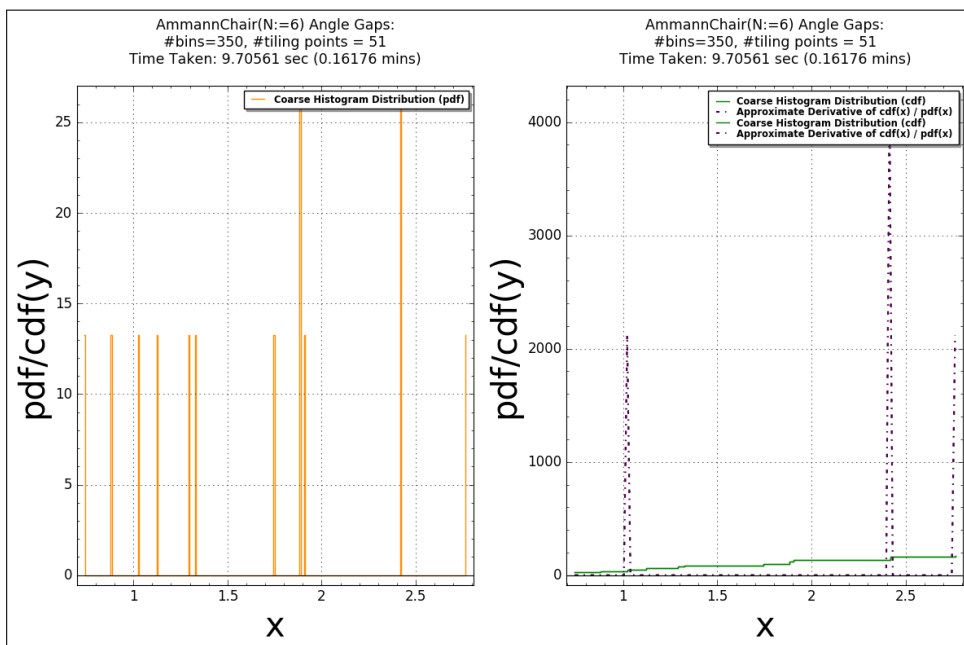 AmmannChair(N:=6) Angle Gaps:
#bins=350, #tiling points = 51
Time Taken: 9.70561 sec (0.16176 mins)
Coarse Histogram Distribution (pdf)
25
20
15
10
5
0
pdf/cdf(y)
1
1.5
2
2.5
x
AmmannChair(N:=6) Angle Gaps:
#bins=350, #tiling points = 51
Time Taken: 9.70561 sec (0.16176 mins)
Coarse Histogram Distribution (cdf)
Approximate Derivative of cdf(x) / pdf(x)
Coarse Histogram Distribution (cdf)
Approximate Derivative of cdf(x) / pdf(x)
4000
3000
2000
1000
0
pdf/cdf(y)
1
1.5
2
2.5
x